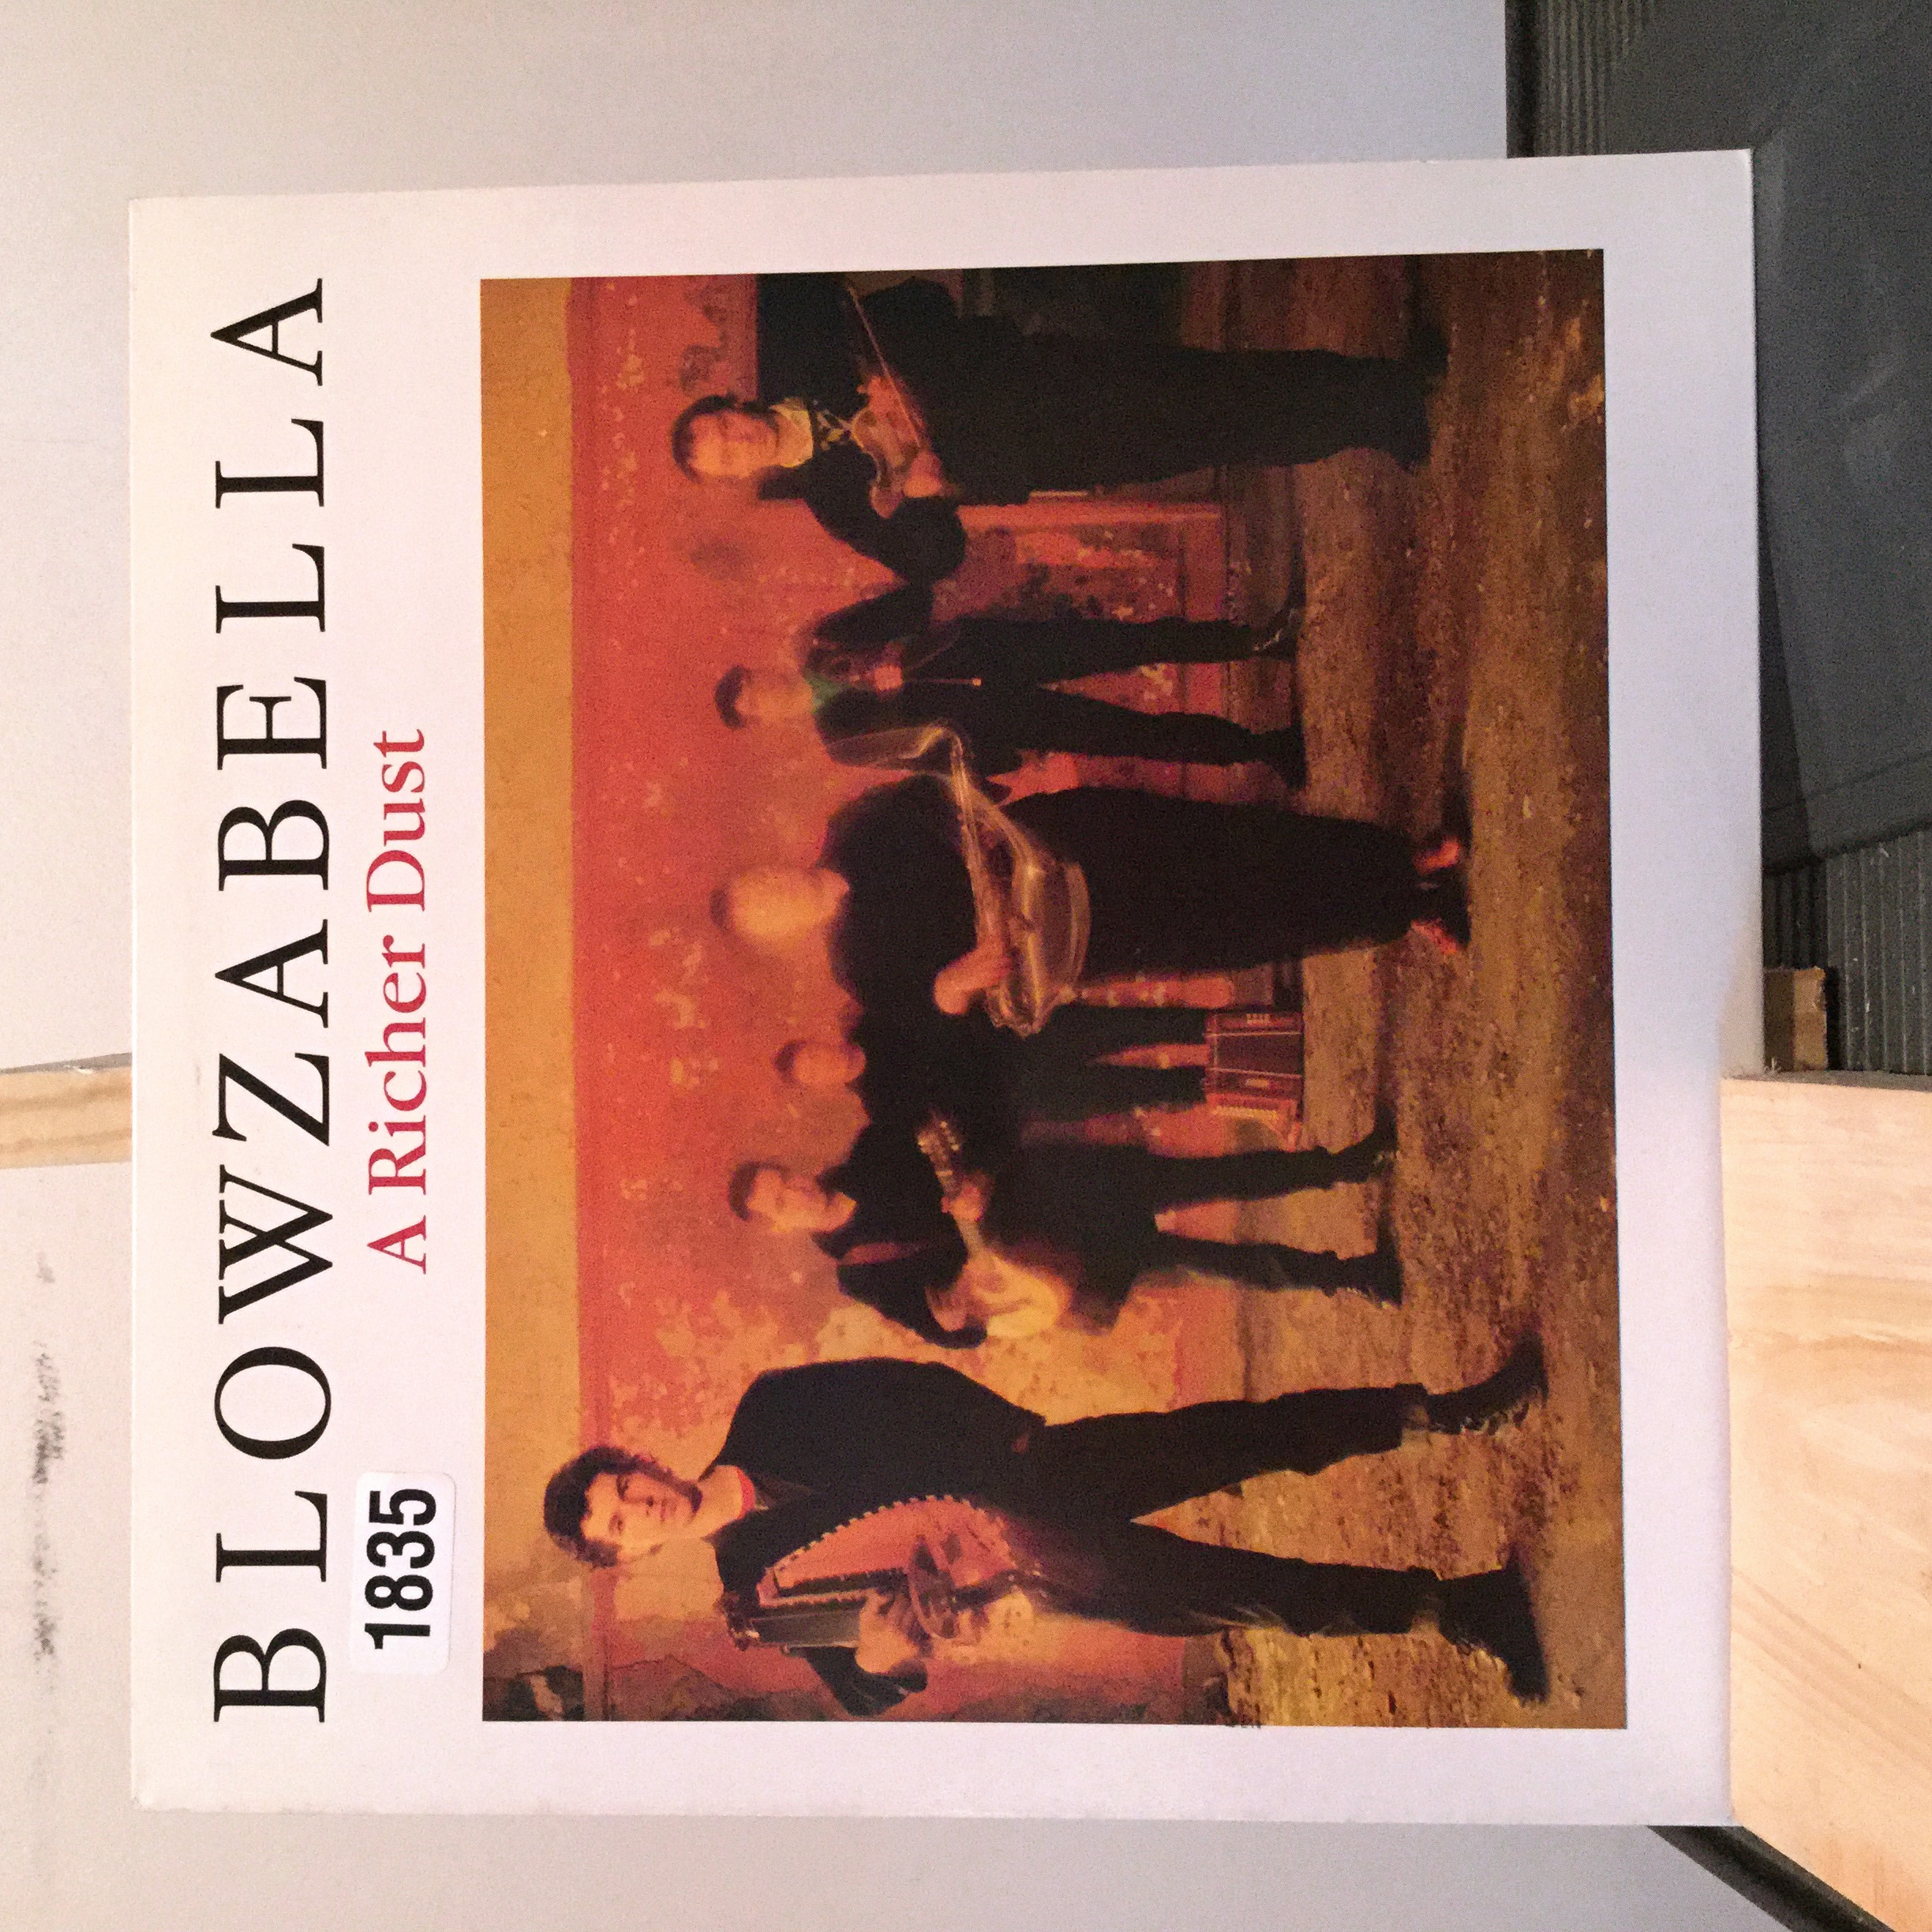 BLOWZABELLA
A Richer Dust
1835